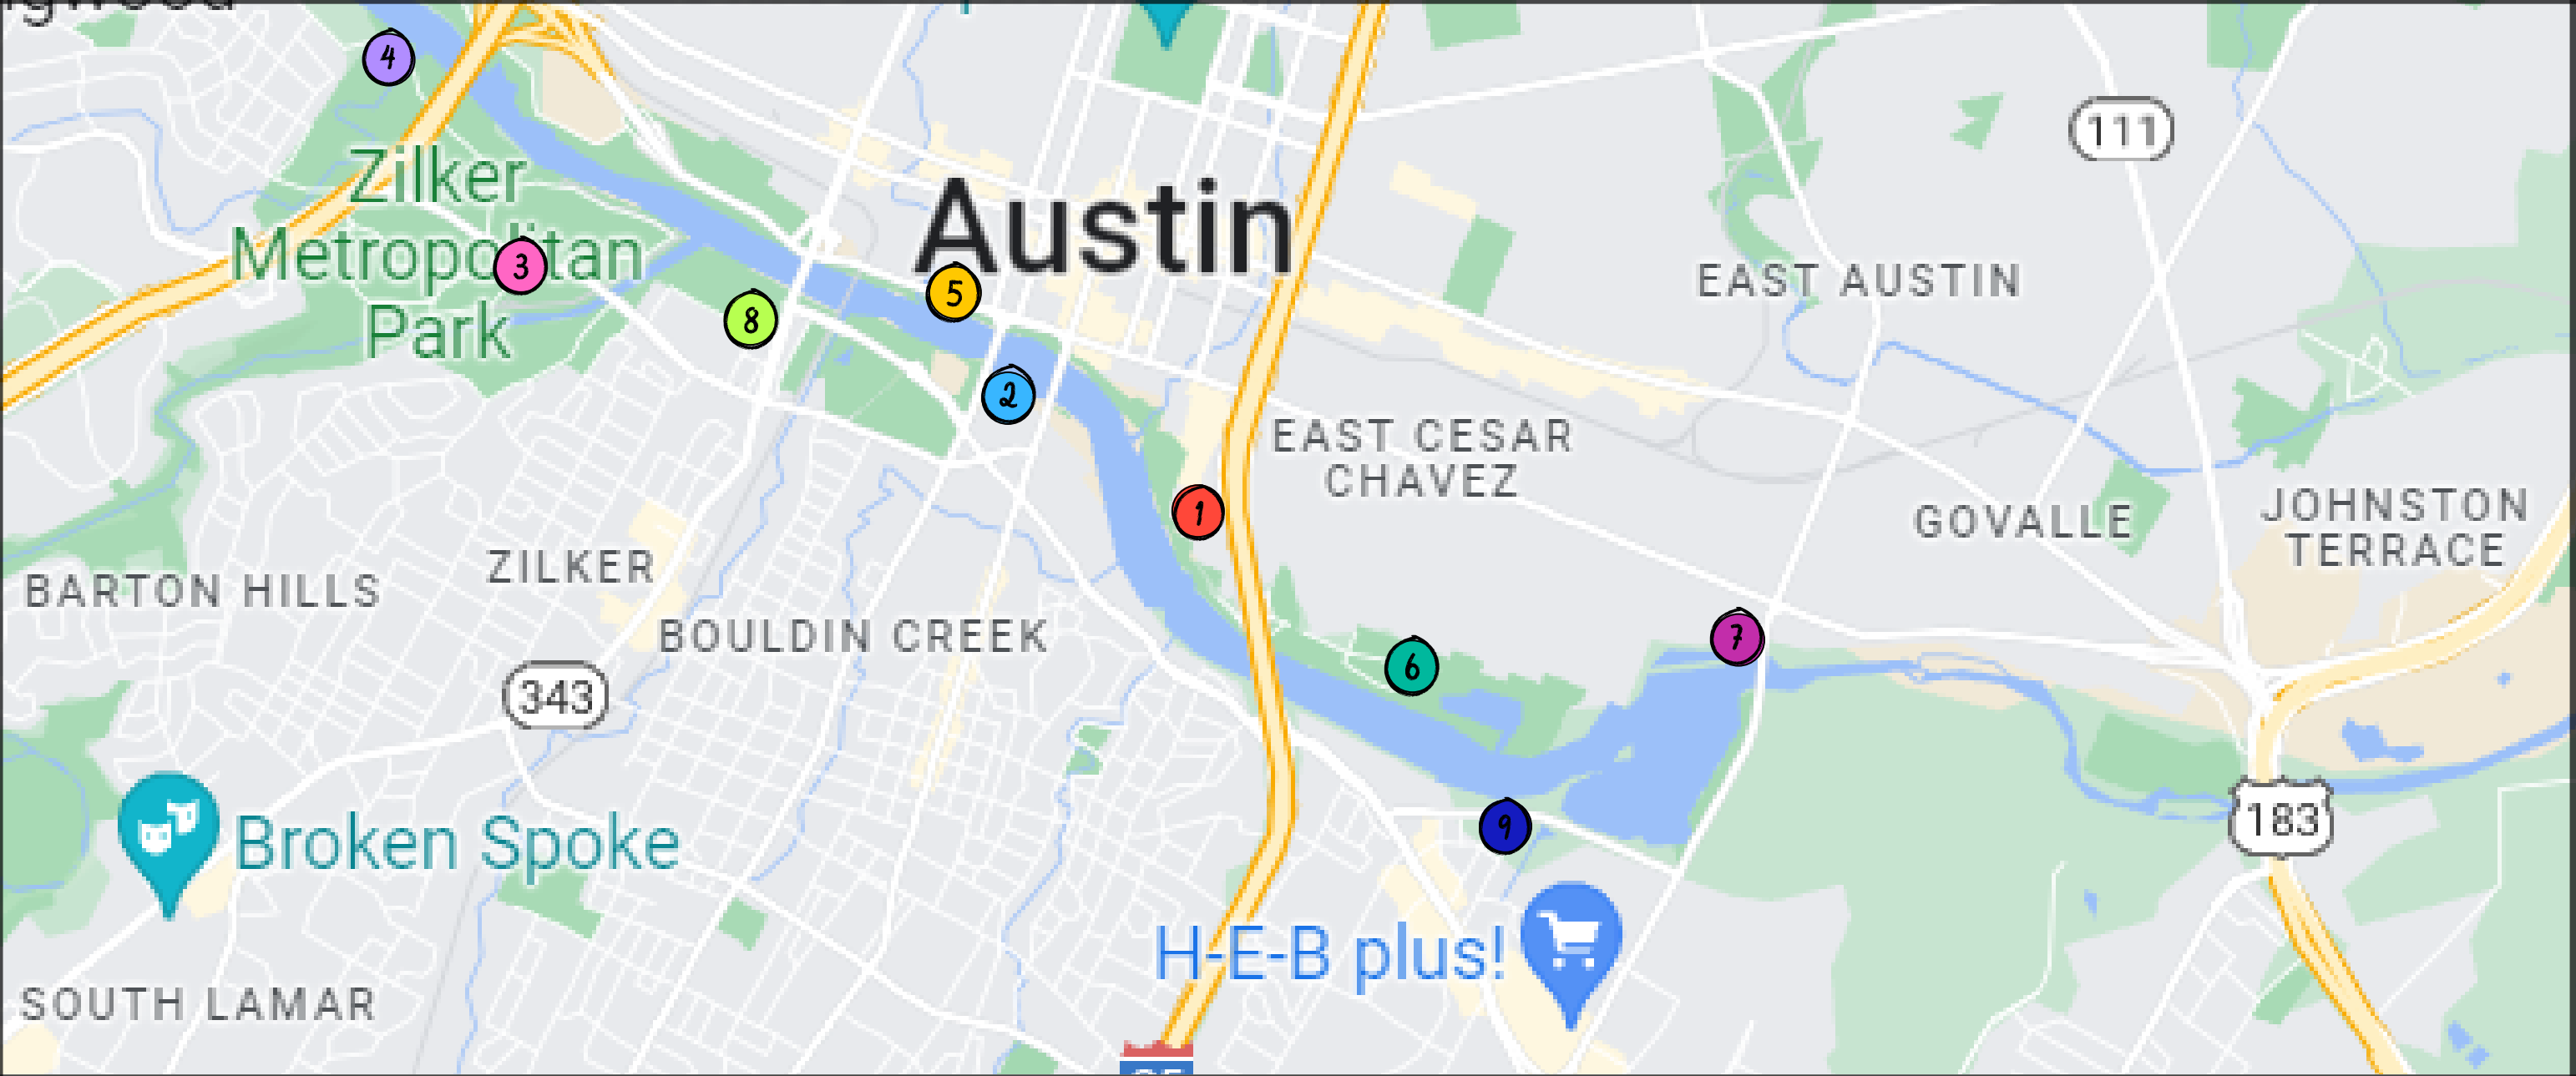 4
111
Zilker
Metropolitan
Park
3
Austin
5
8
EAST AUSTIN
2
EAST CESAR
CHAVEZ
1
GOVALLE
JOHNSTON
TERRACE
ZILKER
BARTON HILLS
BOULDIN CREEK
6
7
343
183
Broken Spoke
9
H-E-B plus!
SOUTH LAMAR